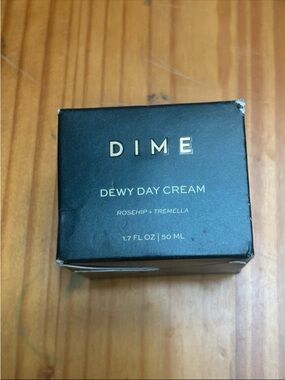 DIME
DEWY DAY CREAM
ROSEHIP + TREMELLA
1.7 FL OZ | 50 ML